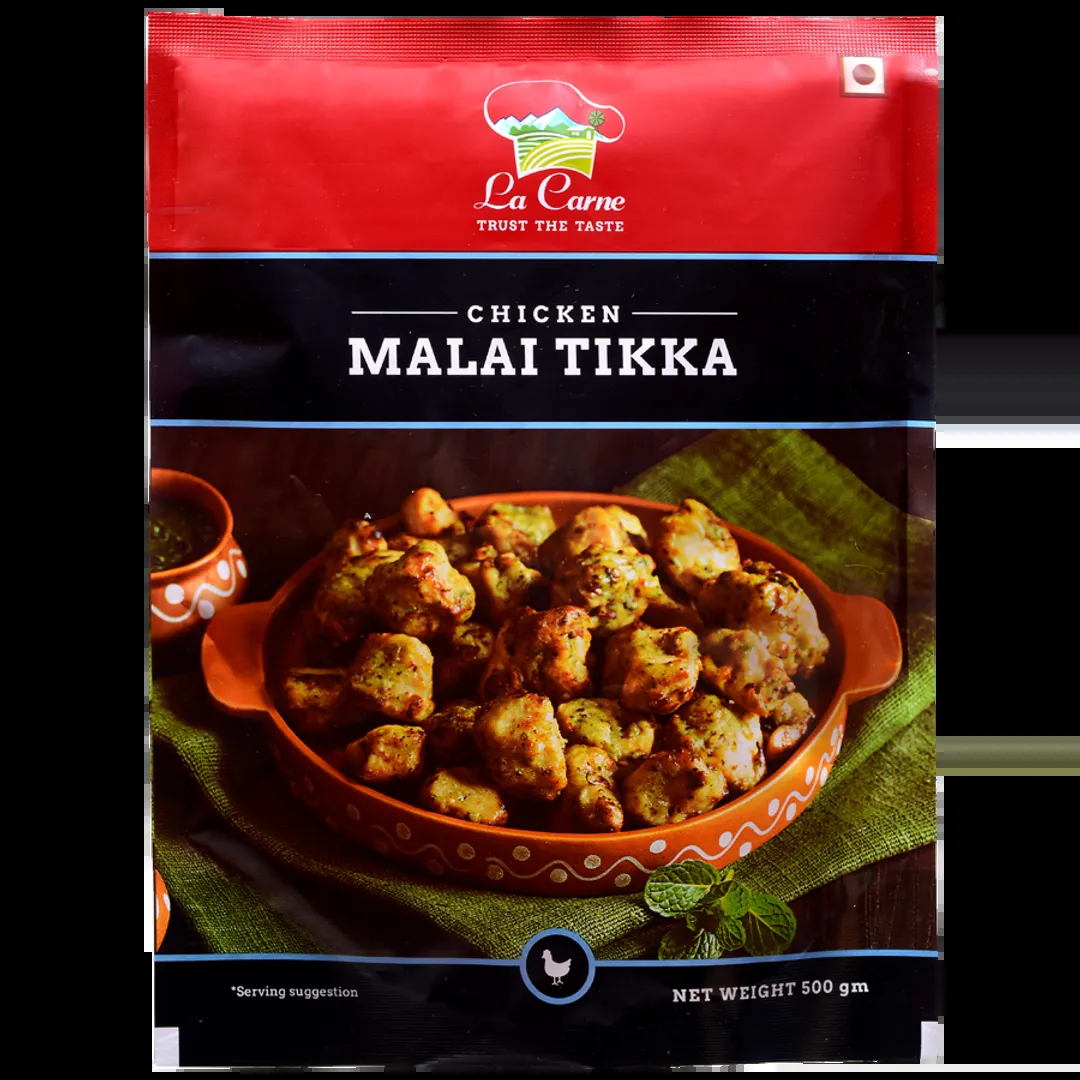 La Carne
TRUST THE TASTE
CHICKEN
MALAI TIKKA
*Serving suggestion
NET WEIGHT 500 gm